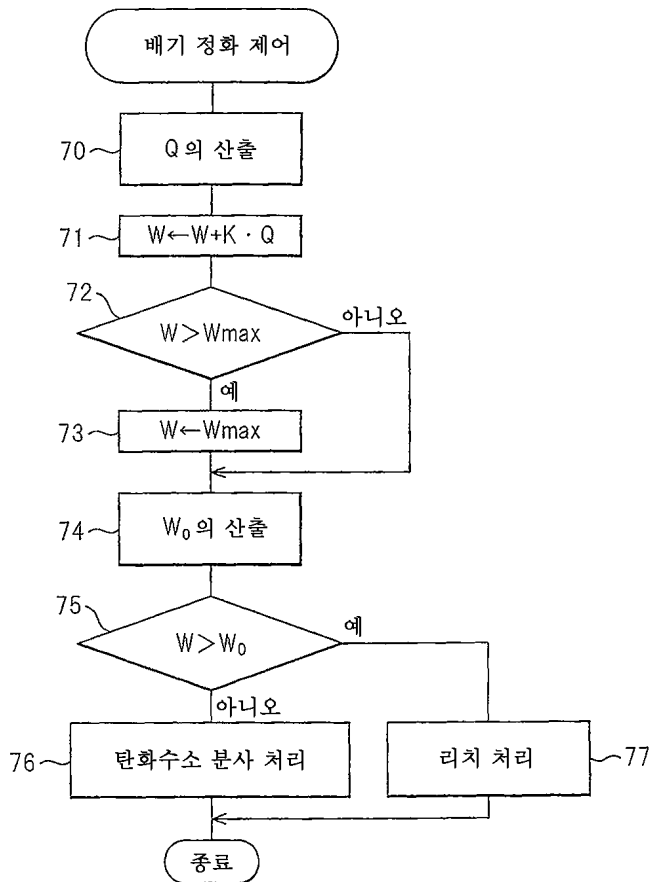 배기 정화 제어
70
Q의 산출
71
W←W+K · Q
72
W>Wmax
아니오
예
73
W←Wmax
74
W₀의 산출
75
W>W₀
예
아니오
76
탄화수소 분사 처리
리치 처리
77
종료